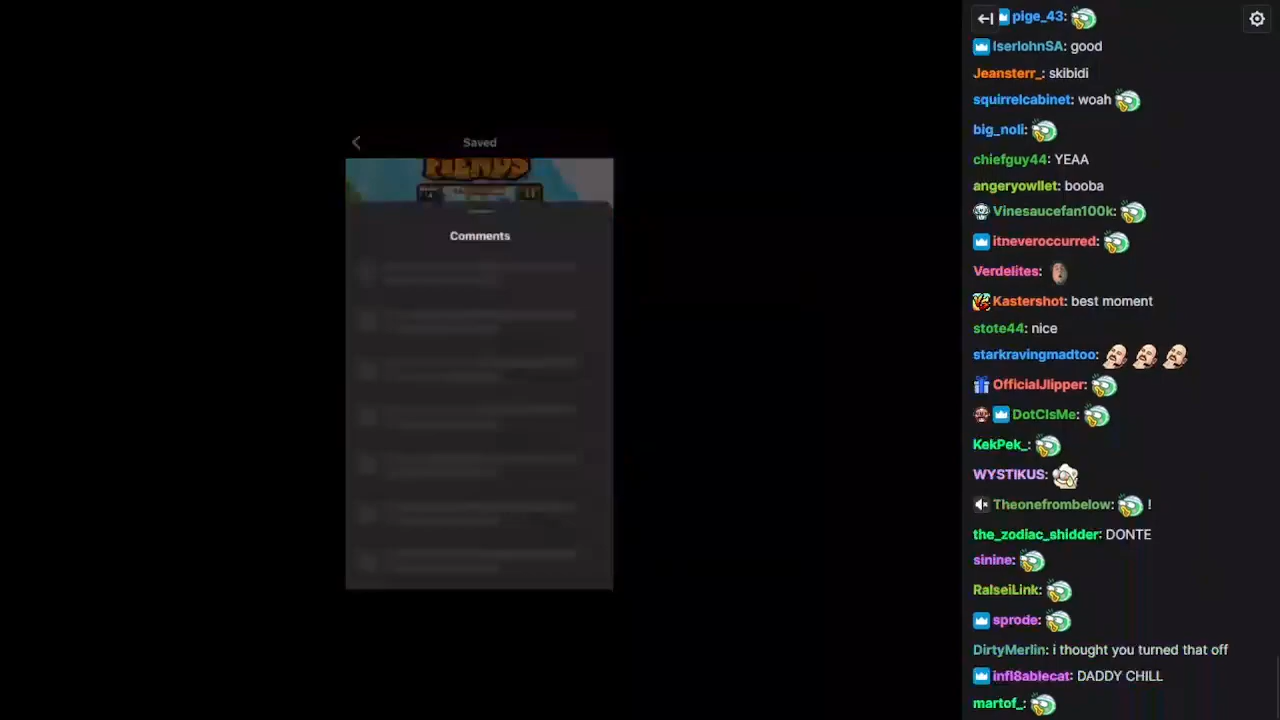 Saved
FIENDS
Comments
pige_43:
IserlohnSA: good
Jeansterr_: skibidi
squirrelcabinet: woah
big_noli:
chiefguy44: YEAA
angeryowllet: booba
Vinesaucefan100k:
itneveroccurred:
Verdelites:
Kastershot: best moment
stote44: nice
starkravingmadtoo:
OfficialJlipper:
DotCIsMe:
KekPek_:
WYSTIKUS:
Theonefrombelow: !
the_zodiac_shidder: DONTE
sinine:
RalseiLink:
sprode:
DirtyMerlin: i thought you turned that off
infl8ablecat: DADDY CHILL
martof_: